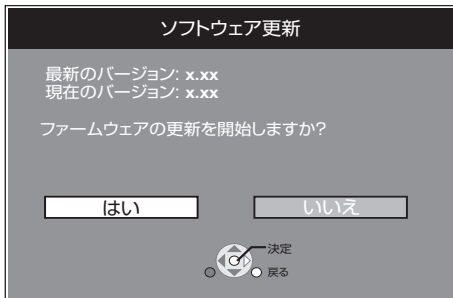 ソフトウェア更新
最新のバージョン: x.xx
現在のバージョン: x.xx
ファームウェアの更新を開始しますか?
はい
いいえ
決定
戻る